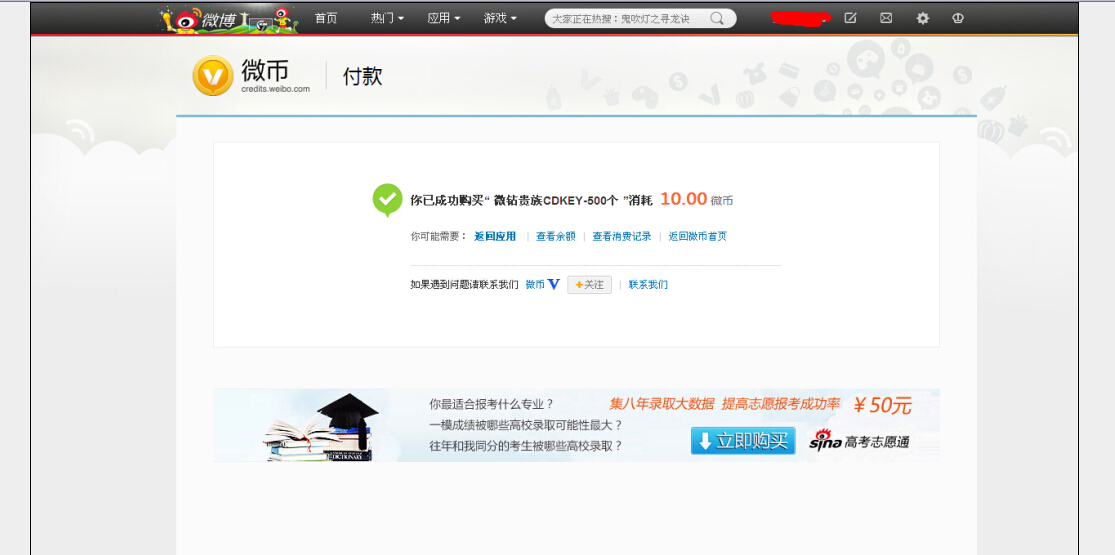 微博 首页 热门 应用 游戏 大家正在热搜：鬼吹灯之寻龙诀
微币 付款
credits.weibo.com
你已成功购买“ 微钻贵族CDKEY-500个 ”消耗 10.00 微币
你可能需要： 返回应用 | 查看余额 | 查看消费记录 | 返回微币首页
如果遇到问题请联系我们 微币 V +关注 | 联系我们
你最适合报考什么专业？ 集八年录取大数据 提高志愿报考成功率 ￥50元
一模成绩被哪些高校录取可能性最大？
往年和我同分的考生被哪些高校录取？ 立即购买 sina 高考志愿通
DICTIONARY